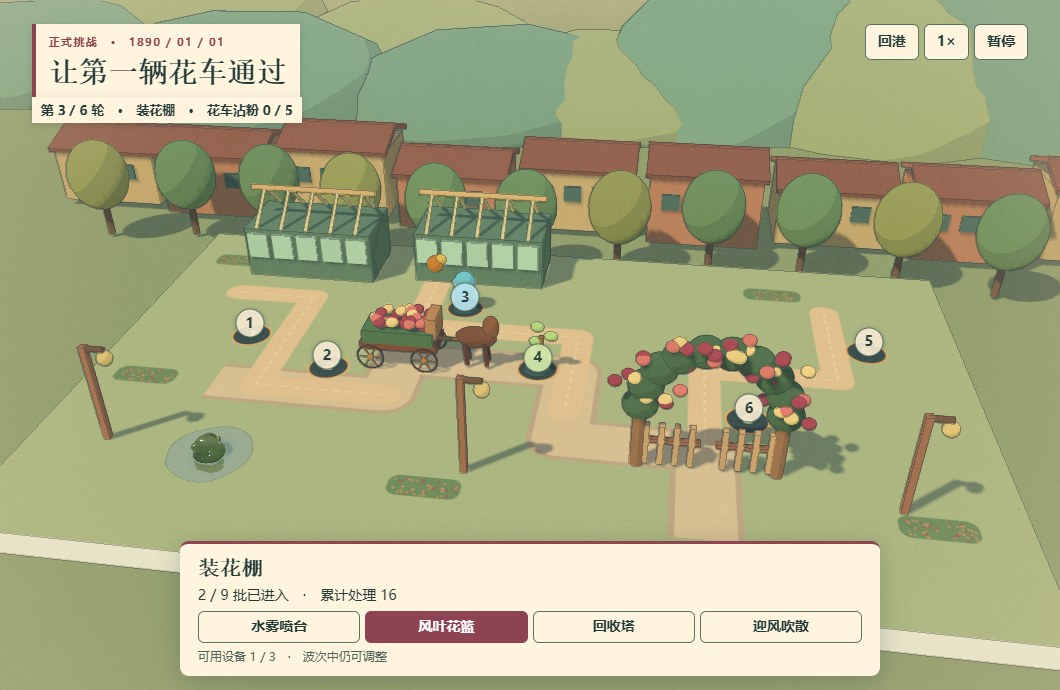 正式挑战 • 1890 / 01 / 01
让第一辆花车通过
第 3 / 6 轮 • 装花棚 • 花车沾粉 0 / 5
回港
1×
暂停
1
2
3
4
5
6
装花棚
2 / 9 批已进入 · 累计处理 16
水雾喷台
风叶花篮
回收塔
迎风吹散
可用设备 1 / 3 · 波次中仍可调整